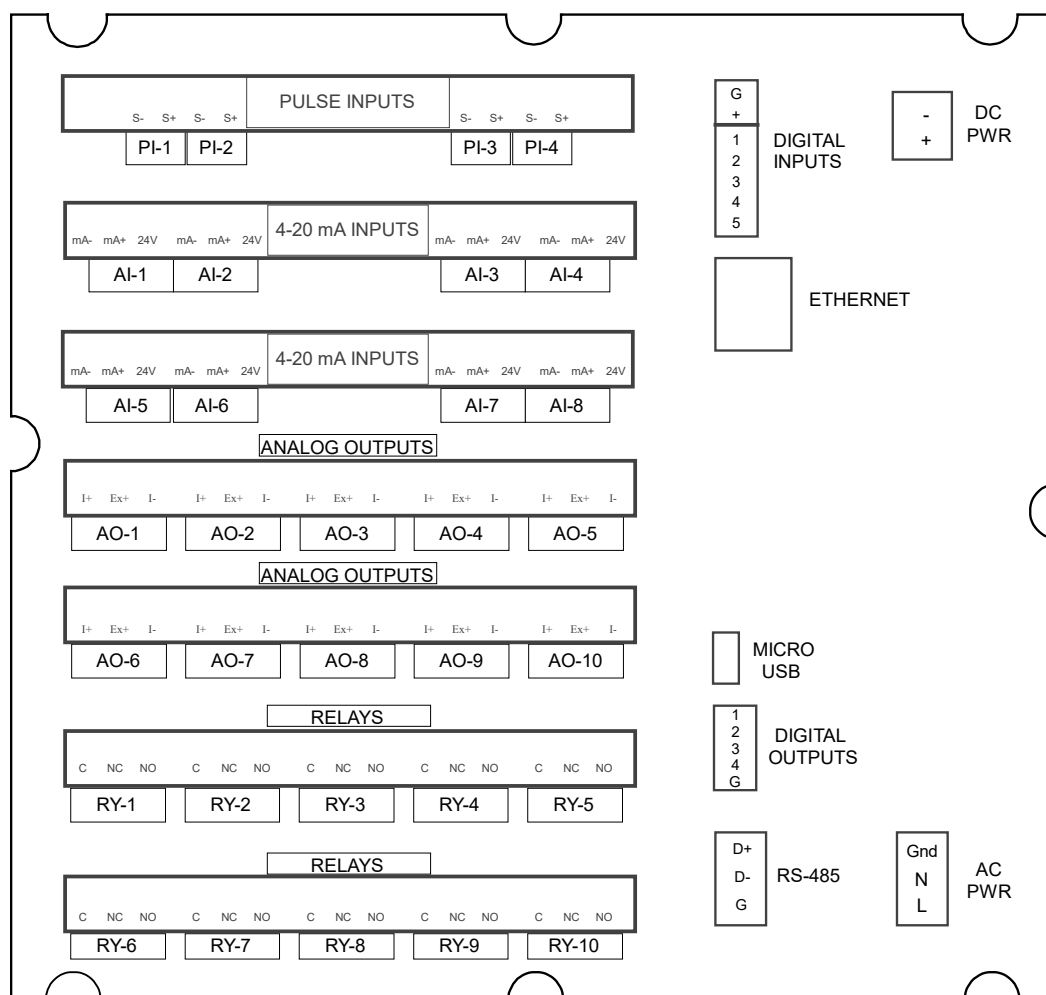 PULSE INPUTS
S- S+ S- S+ S- S+ S- S+
PI-1 PI-2 PI-3 PI-4
4-20 mA INPUTS
mA- mA+ 24V mA- mA+ 24V mA- mA+ 24V mA- mA+ 24V
AI-1 AI-2 AI-3 AI-4
4-20 mA INPUTS
mA- mA+ 24V mA- mA+ 24V mA- mA+ 24V mA- mA+ 24V
AI-5 AI-6 AI-7 AI-8
ANALOG OUTPUTS
I+ Ex+ I- I+ Ex+ I- I+ Ex+ I- I+ Ex+ I- I+ Ex+ I-
AO-1 AO-2 AO-3 AO-4 AO-5
ANALOG OUTPUTS
I+ Ex+ I- I+ Ex+ I- I+ Ex+ I- I+ Ex+ I- I+ Ex+ I-
AO-6 AO-7 AO-8 AO-9 AO-10
RELAYS
C NC NO C NC NO C NC NO C NC NO C NC NO
RY-1 RY-2 RY-3 RY-4 RY-5
RELAYS
C NC NO C NC NO C NC NO C NC NO C NC NO
RY-6 RY-7 RY-8 RY-9 RY-10
G
+
1
2
3
4
5
DIGITAL
INPUTS
-
+
DC
PWR
ETHERNET
MICRO
USB
1
2
3
4
G
DIGITAL
OUTPUTS
D+
D-
G
RS-485
Gnd
N
L
AC
PWR